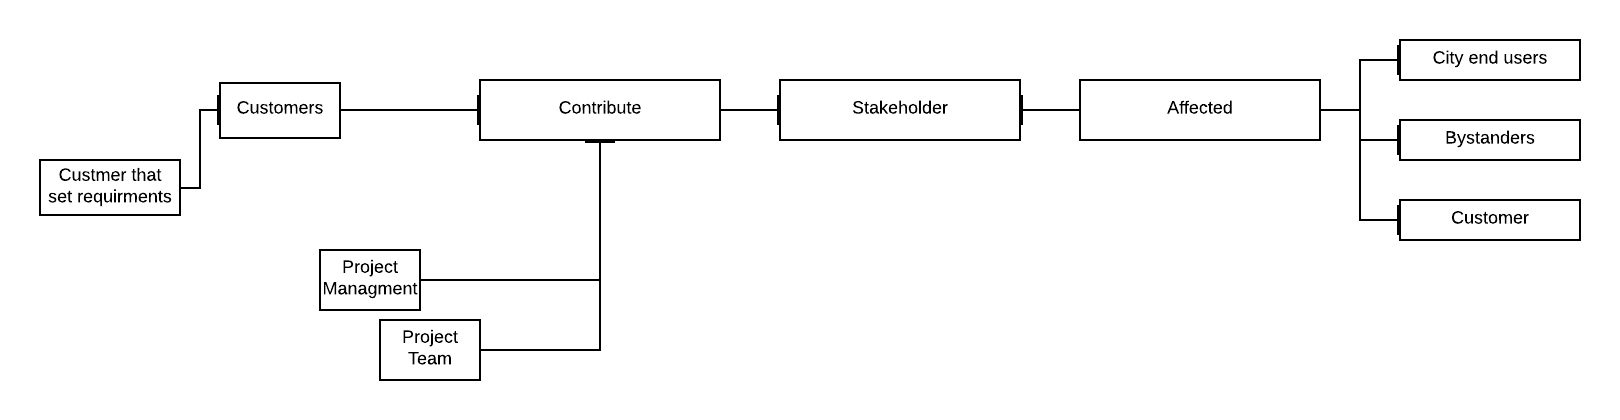 City end users
Customers
Contribute
Stakeholder
Affected
Bystanders
Custmer that
set requirments
Customer
Project
Managment
Project
Team